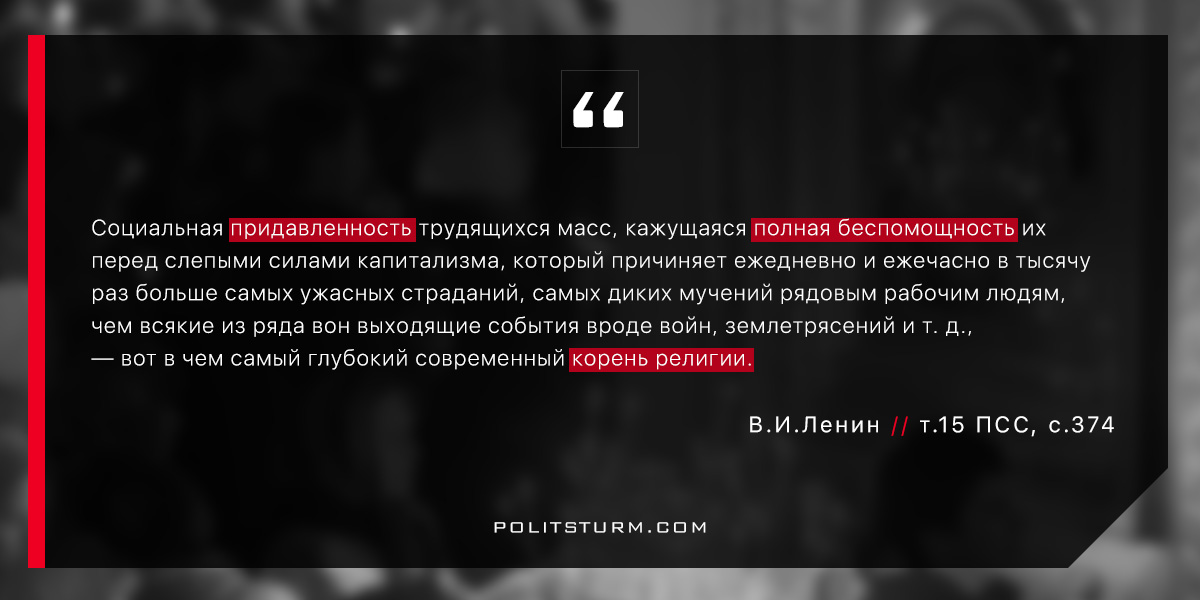 “
Социальная придавленность трудящихся масс, кажущаяся полная беспомощность их
перед слепыми силами капитализма, который причиняет ежедневно и ежечасно в тысячу
раз больше самых ужасных страданий, самых диких мучений рядовым рабочим людям,
чем всякие из ряда вон выходящие события вроде войн, землетрясений и т. д.,
— вот в чем самый глубокий современный корень религии.
В.И.Ленин // т.15 ПСС, с.374
POLITSTURM.COM